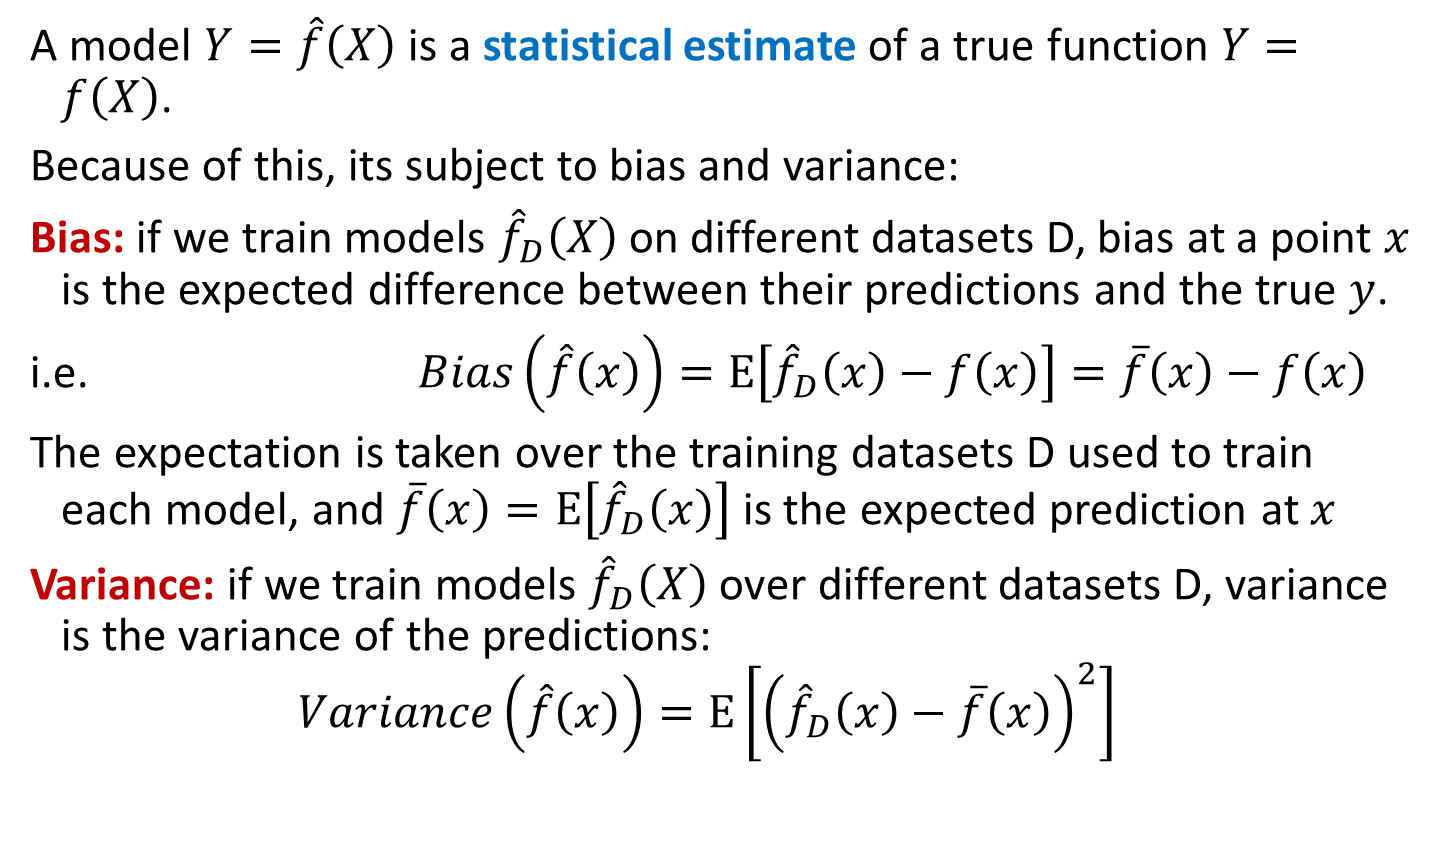 A model Y = f̂(X) is a statistical estimate of a true function Y =
f(X).
Because of this, its subject to bias and variance:
Bias: if we train models f̂_D(X) on different datasets D, bias at a point x
is the expected difference between their predictions and the true y.
i.e. Bias(f̂(x)) = E[f̂_D(x) − f(x)] = f̄(x) − f(x)
The expectation is taken over the training datasets D used to train
each model, and f̄(x) = E[f̂_D(x)] is the expected prediction at x
Variance: if we train models f̂_D(X) over different datasets D, variance
is the variance of the predictions:
Variance(f̂(x)) = E[(f̂_D(x) − f̄(x))²]